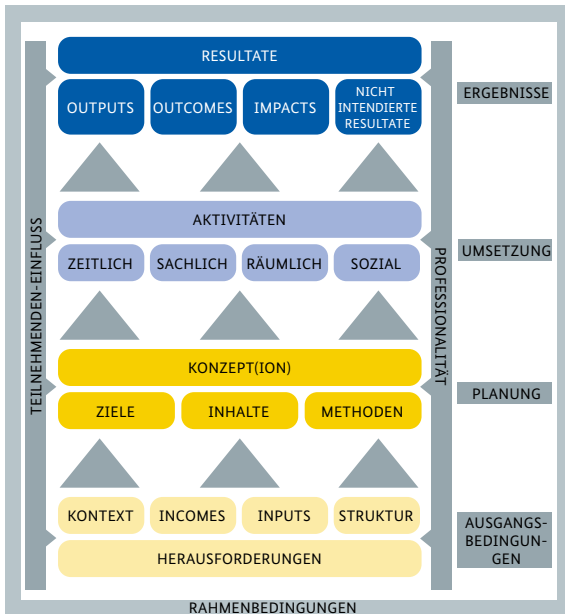 RESULTATE
OUTPUTS
OUTCOMES
IMPACTS
NICHT
INTENDIERTE
RESULTATE
ERGEBNISSE
AKTIVITÄTEN
ZEITLICH
SACHLICH
RÄUMLICH
SOZIAL
UMSETZUNG
KONZEPT(ION)
ZIELE
INHALTE
METHODEN
PLANUNG
KONTEXT
INCOMES
INPUTS
STRUKTUR
HERAUSFORDERUNGEN
AUSGANGS-
BEDINGUN-
GEN
TEILNEHMENDEN-EINFLUSS
PROFESSIONALITÄT
RAHMENBEDINGUNGEN